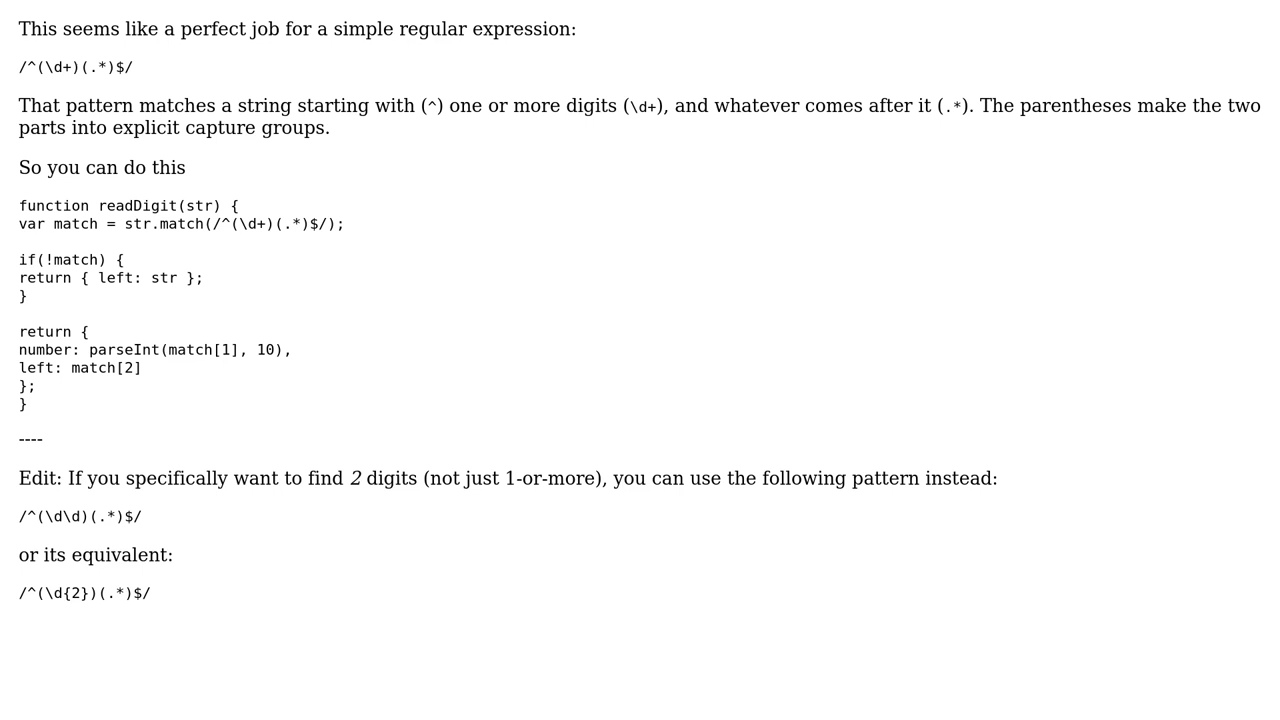 This seems like a perfect job for a simple regular expression:
/^(\d+)(.*)$/
That pattern matches a string starting with (^) one or more digits (\d+), and whatever comes after it (.*). The parentheses make the two
parts into explicit capture groups.
So you can do this
function readDigit(str) {
var match = str.match(/^(\d+)(.*)$/);
if(!match) {
return { left: str };
}
return {
number: parseInt(match[1], 10),
left: match[2]
};
}
----
Edit: If you specifically want to find 2 digits (not just 1-or-more), you can use the following pattern instead:
/^(\d\d)(.*)$/
or its equivalent:
/^(\d{2})(.*)$/